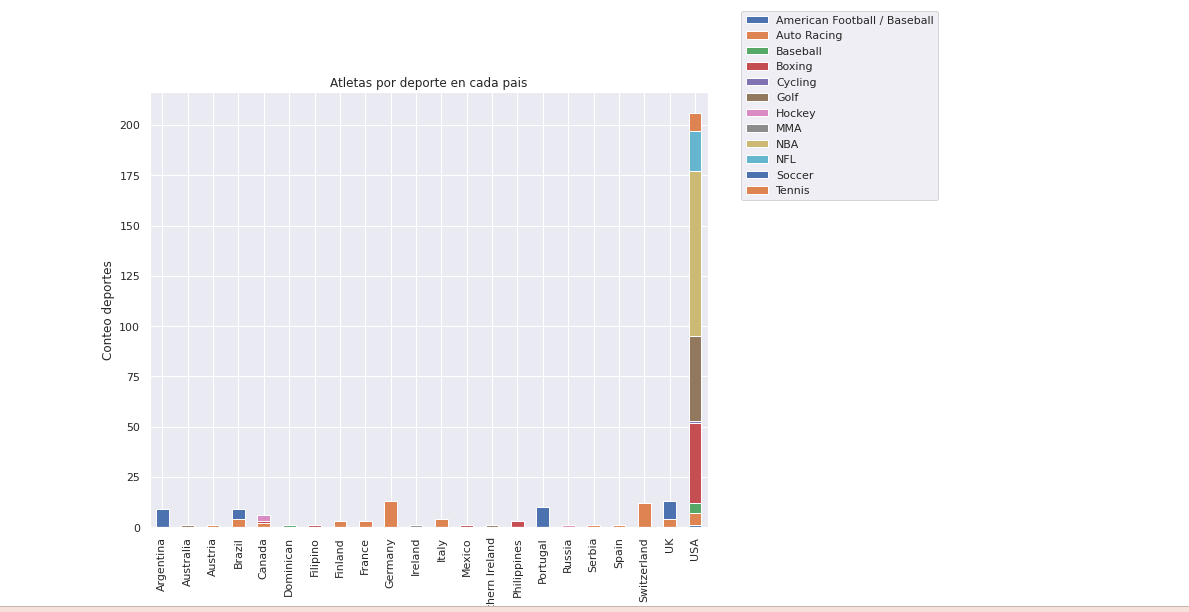 American Football / Baseball
Auto Racing
Baseball
Boxing
Cycling
Golf
Hockey
MMA
NBA
NFL
Soccer
Tennis
Atletas por deporte en cada pais
Conteo deportes
200
175
150
125
100
75
50
25
0
Argentina
Australia
Austria
Brazil
Canada
Dominican
Filipino
Finland
France
Germany
Ireland
Italy
Mexico
hern Ireland
Philippines
Portugal
Russia
Serbia
Spain
Switzerland
UK
USA